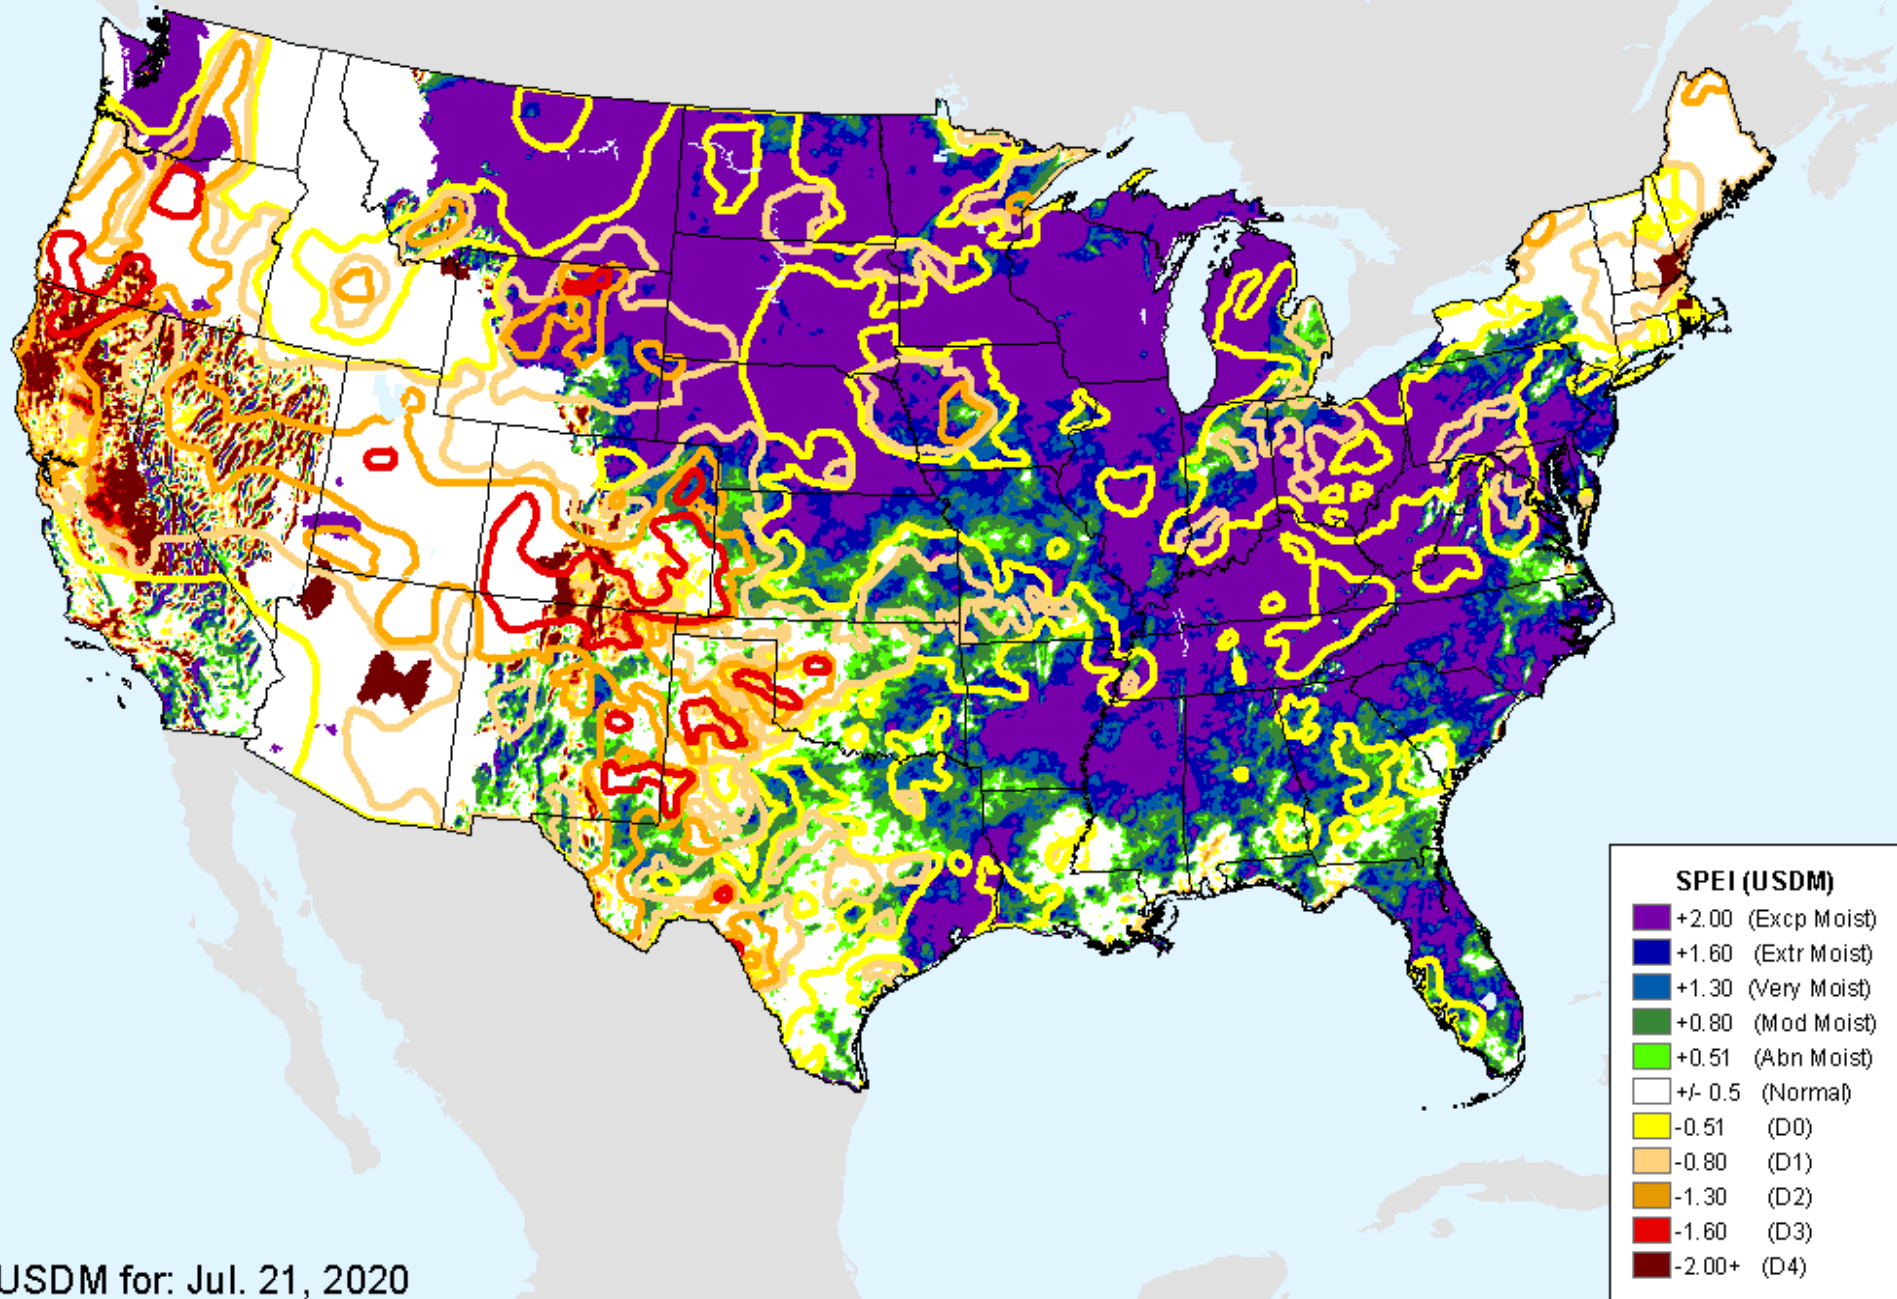 SPEI (USDM)
+2.00 (Excp Moist)
+1.60 (Extr Moist)
+1.30 (Very Moist)
+0.80 (Mod Moist)
+0.51 (Abn Moist)
+/- 0.5 (Normal)
-0.51 (D0)
-0.80 (D1)
-1.30 (D2)
-1.60 (D3)
-2.00+ (D4)
USDM for: Jul. 21, 2020